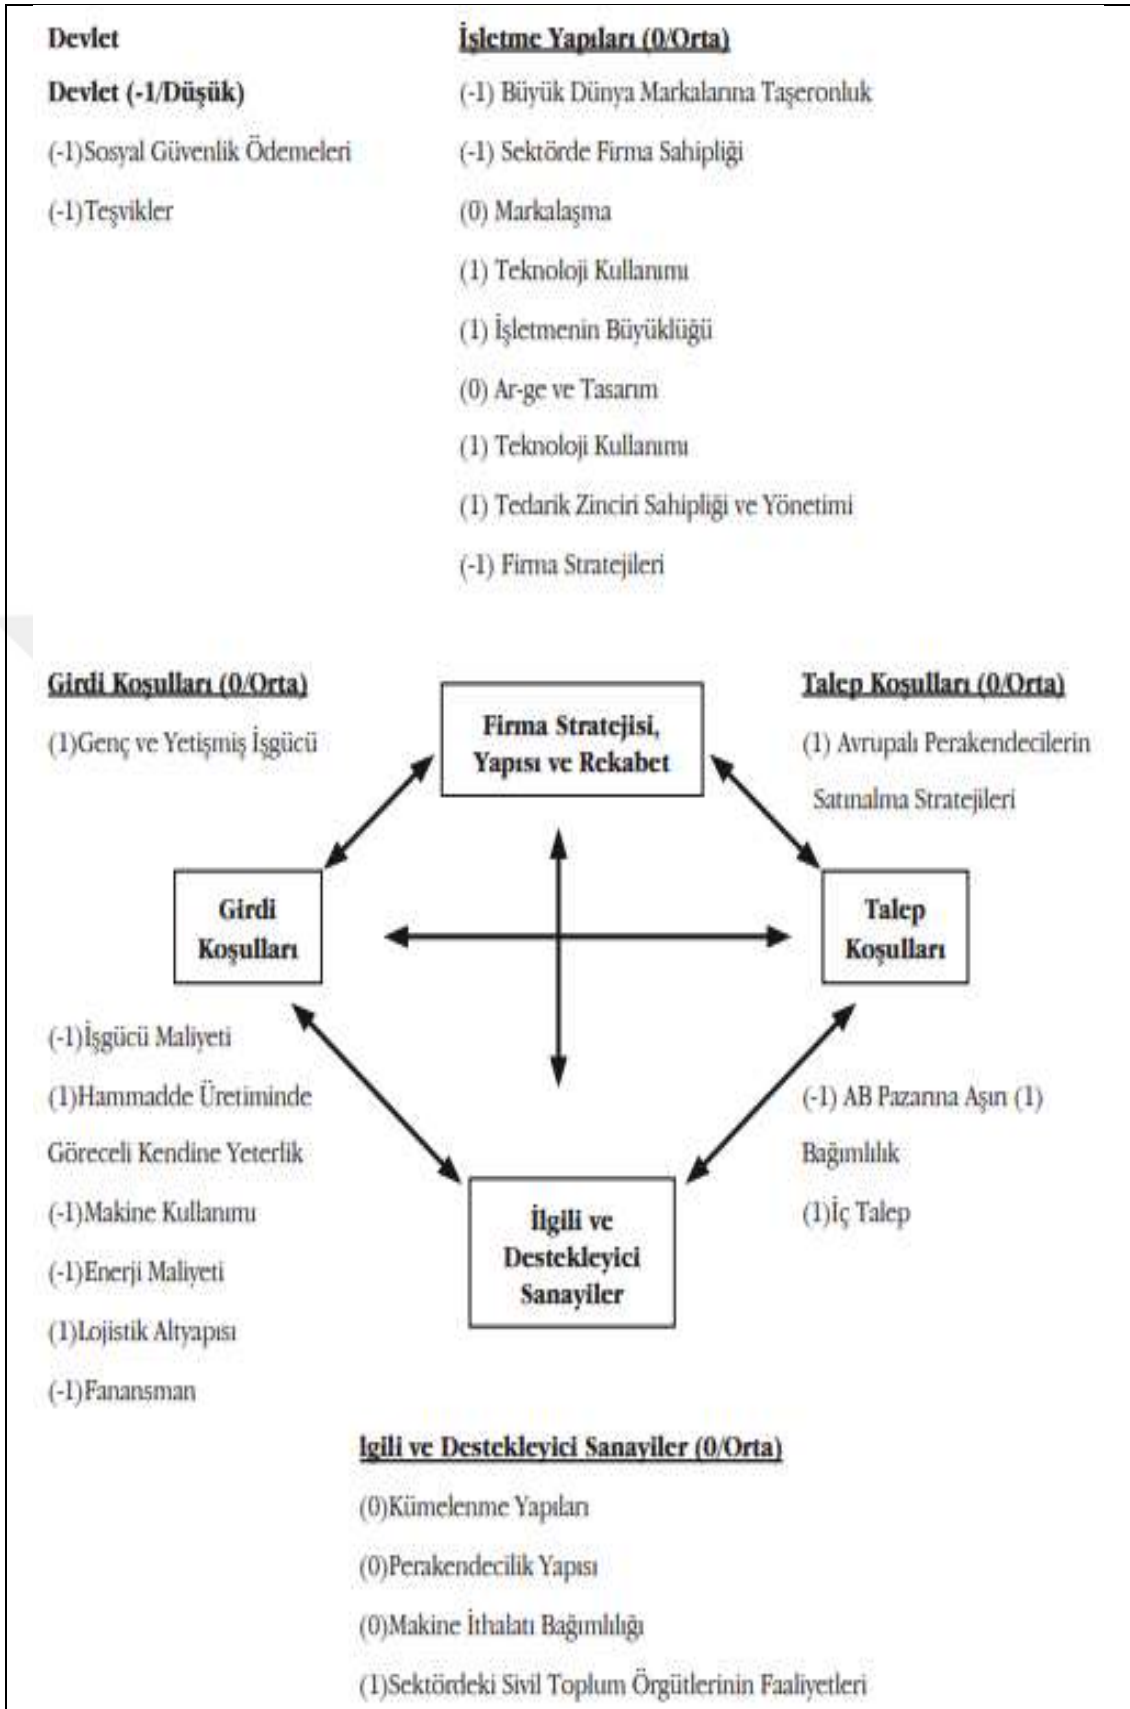 Devlet
Devlet (-1/Düşük)
(-1)Sosyal Güvenlik Ödemeleri
(-1)Teşvikler
İşletme Yapıları (0/Orta)
(-1) Büyük Dünya Markalarına Taşeronluk
(-1) Sektörde Firma Sahipliği
(0) Markalaşma
(1) Teknoloji Kullanımı
(1) İşletmenin Büyüklüğü
(0) Ar-ge ve Tasarım
(1) Teknoloji Kullanımı
(1) Tedarik Zinciri Sahipliği ve Yönetimi
(-1) Firma Stratejileri
Girdi Koşulları (0/Orta)
(1)Genç ve Yetişmiş İşgücü
Firma Stratejisi,
Yapısı ve Rekabet
Talep Koşulları (0/Orta)
(1) Avrupalı Perakendecilerin
Satınalma Stratejileri
Girdi
Koşulları
Talep
Koşulları
(-1)İşgücü Maliyeti
(1)Hammadde Üretiminde
Göreceli Kendine Yeterlik
(-1)Makine Kullanımı
(-1)Enerji Maliyeti
(1)Lojistik Altyapısı
(-1)Fanansman
İlgili ve
Destekleyici
Sanayiler
(-1) AB Pazarına Aşırı (1)
Bağımlılık
(1)İç Talep
İgili ve Destekleyici Sanayiler (0/Orta)
(0)Kümelenme Yapıları
(0)Perakendecilik Yapısı
(0)Makine İthalatı Bağımlılığı
(1)Sektördeki Sivil Toplum Örgütlerinin Faaliyetleri